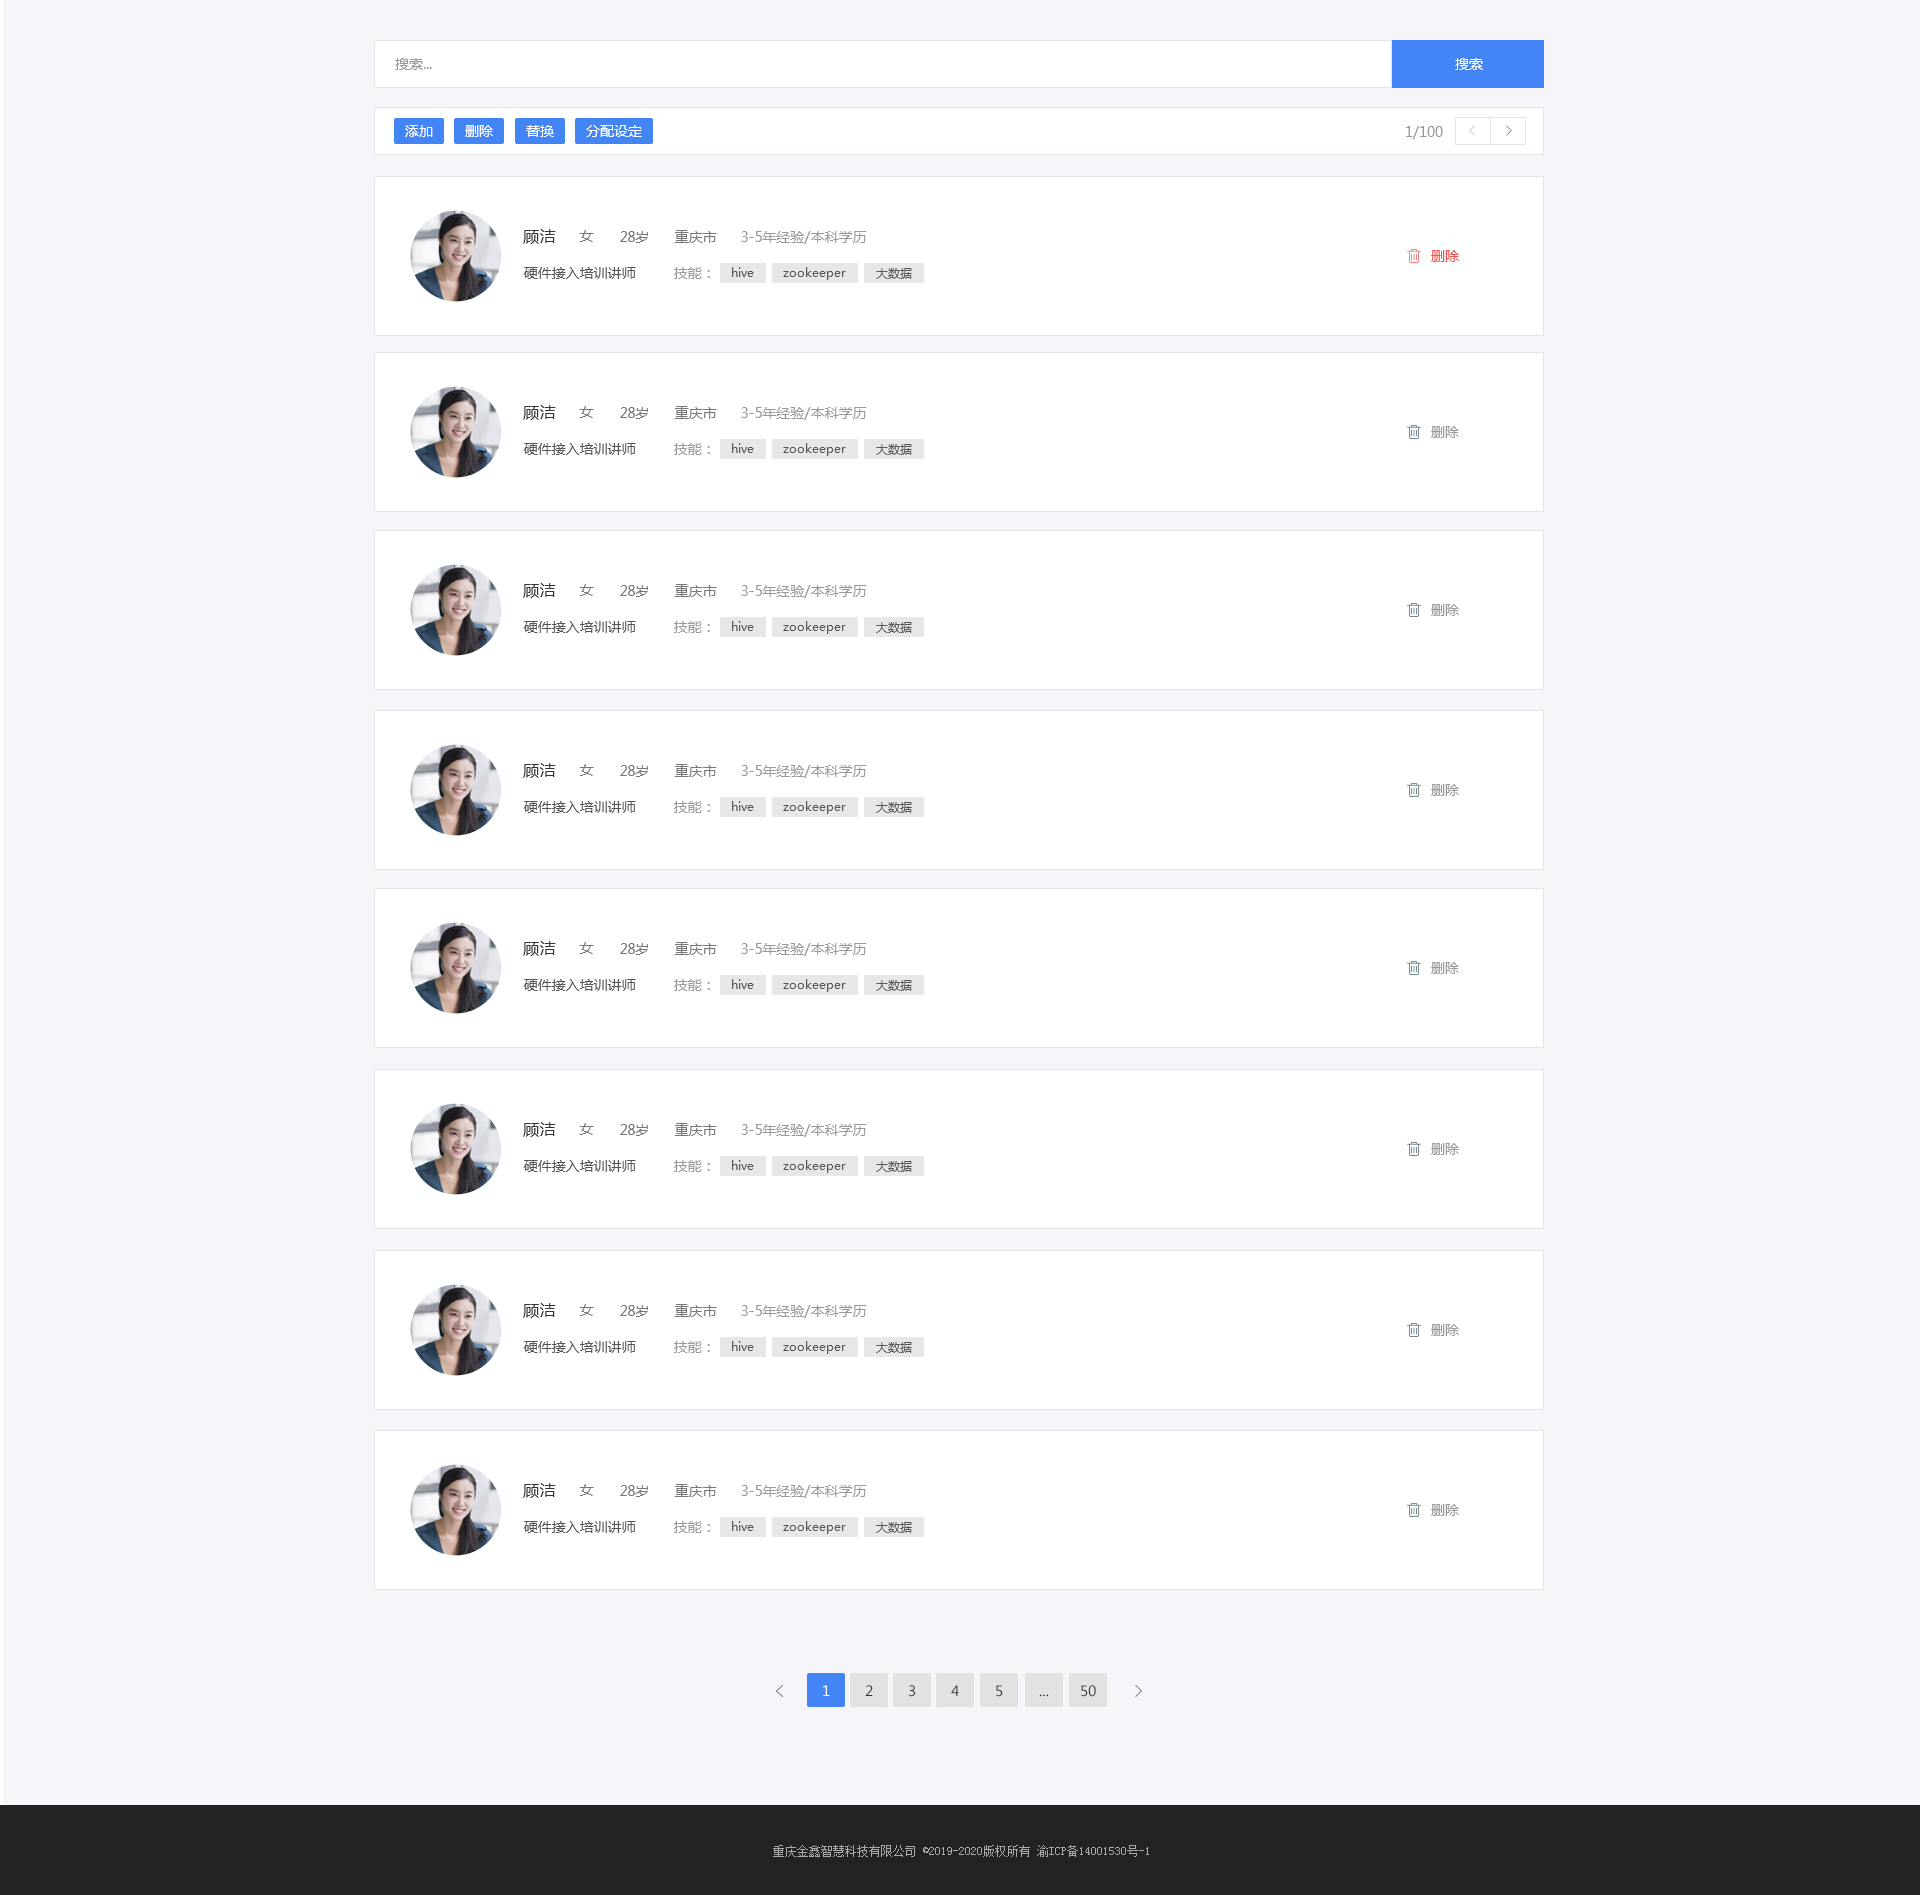 搜索...
搜索
添加 删除 替换 分配设定 1/100
顾洁 女 28岁 重庆市 3-5年经验/本科学历
删除
硬件接入培训讲师 技能： hive zookeeper 大数据
顾洁 女 28岁 重庆市 3-5年经验/本科学历
删除
硬件接入培训讲师 技能： hive zookeeper 大数据
顾洁 女 28岁 重庆市 3-5年经验/本科学历
删除
硬件接入培训讲师 技能： hive zookeeper 大数据
顾洁 女 28岁 重庆市 3-5年经验/本科学历
删除
硬件接入培训讲师 技能： hive zookeeper 大数据
顾洁 女 28岁 重庆市 3-5年经验/本科学历
删除
硬件接入培训讲师 技能： hive zookeeper 大数据
顾洁 女 28岁 重庆市 3-5年经验/本科学历
删除
硬件接入培训讲师 技能： hive zookeeper 大数据
顾洁 女 28岁 重庆市 3-5年经验/本科学历
删除
硬件接入培训讲师 技能： hive zookeeper 大数据
顾洁 女 28岁 重庆市 3-5年经验/本科学历
删除
硬件接入培训讲师 技能： hive zookeeper 大数据
1 2 3 4 5 ... 50
重庆金鑫智慧科技有限公司 ©2019-2020版权所有 渝ICP备14001530号-1